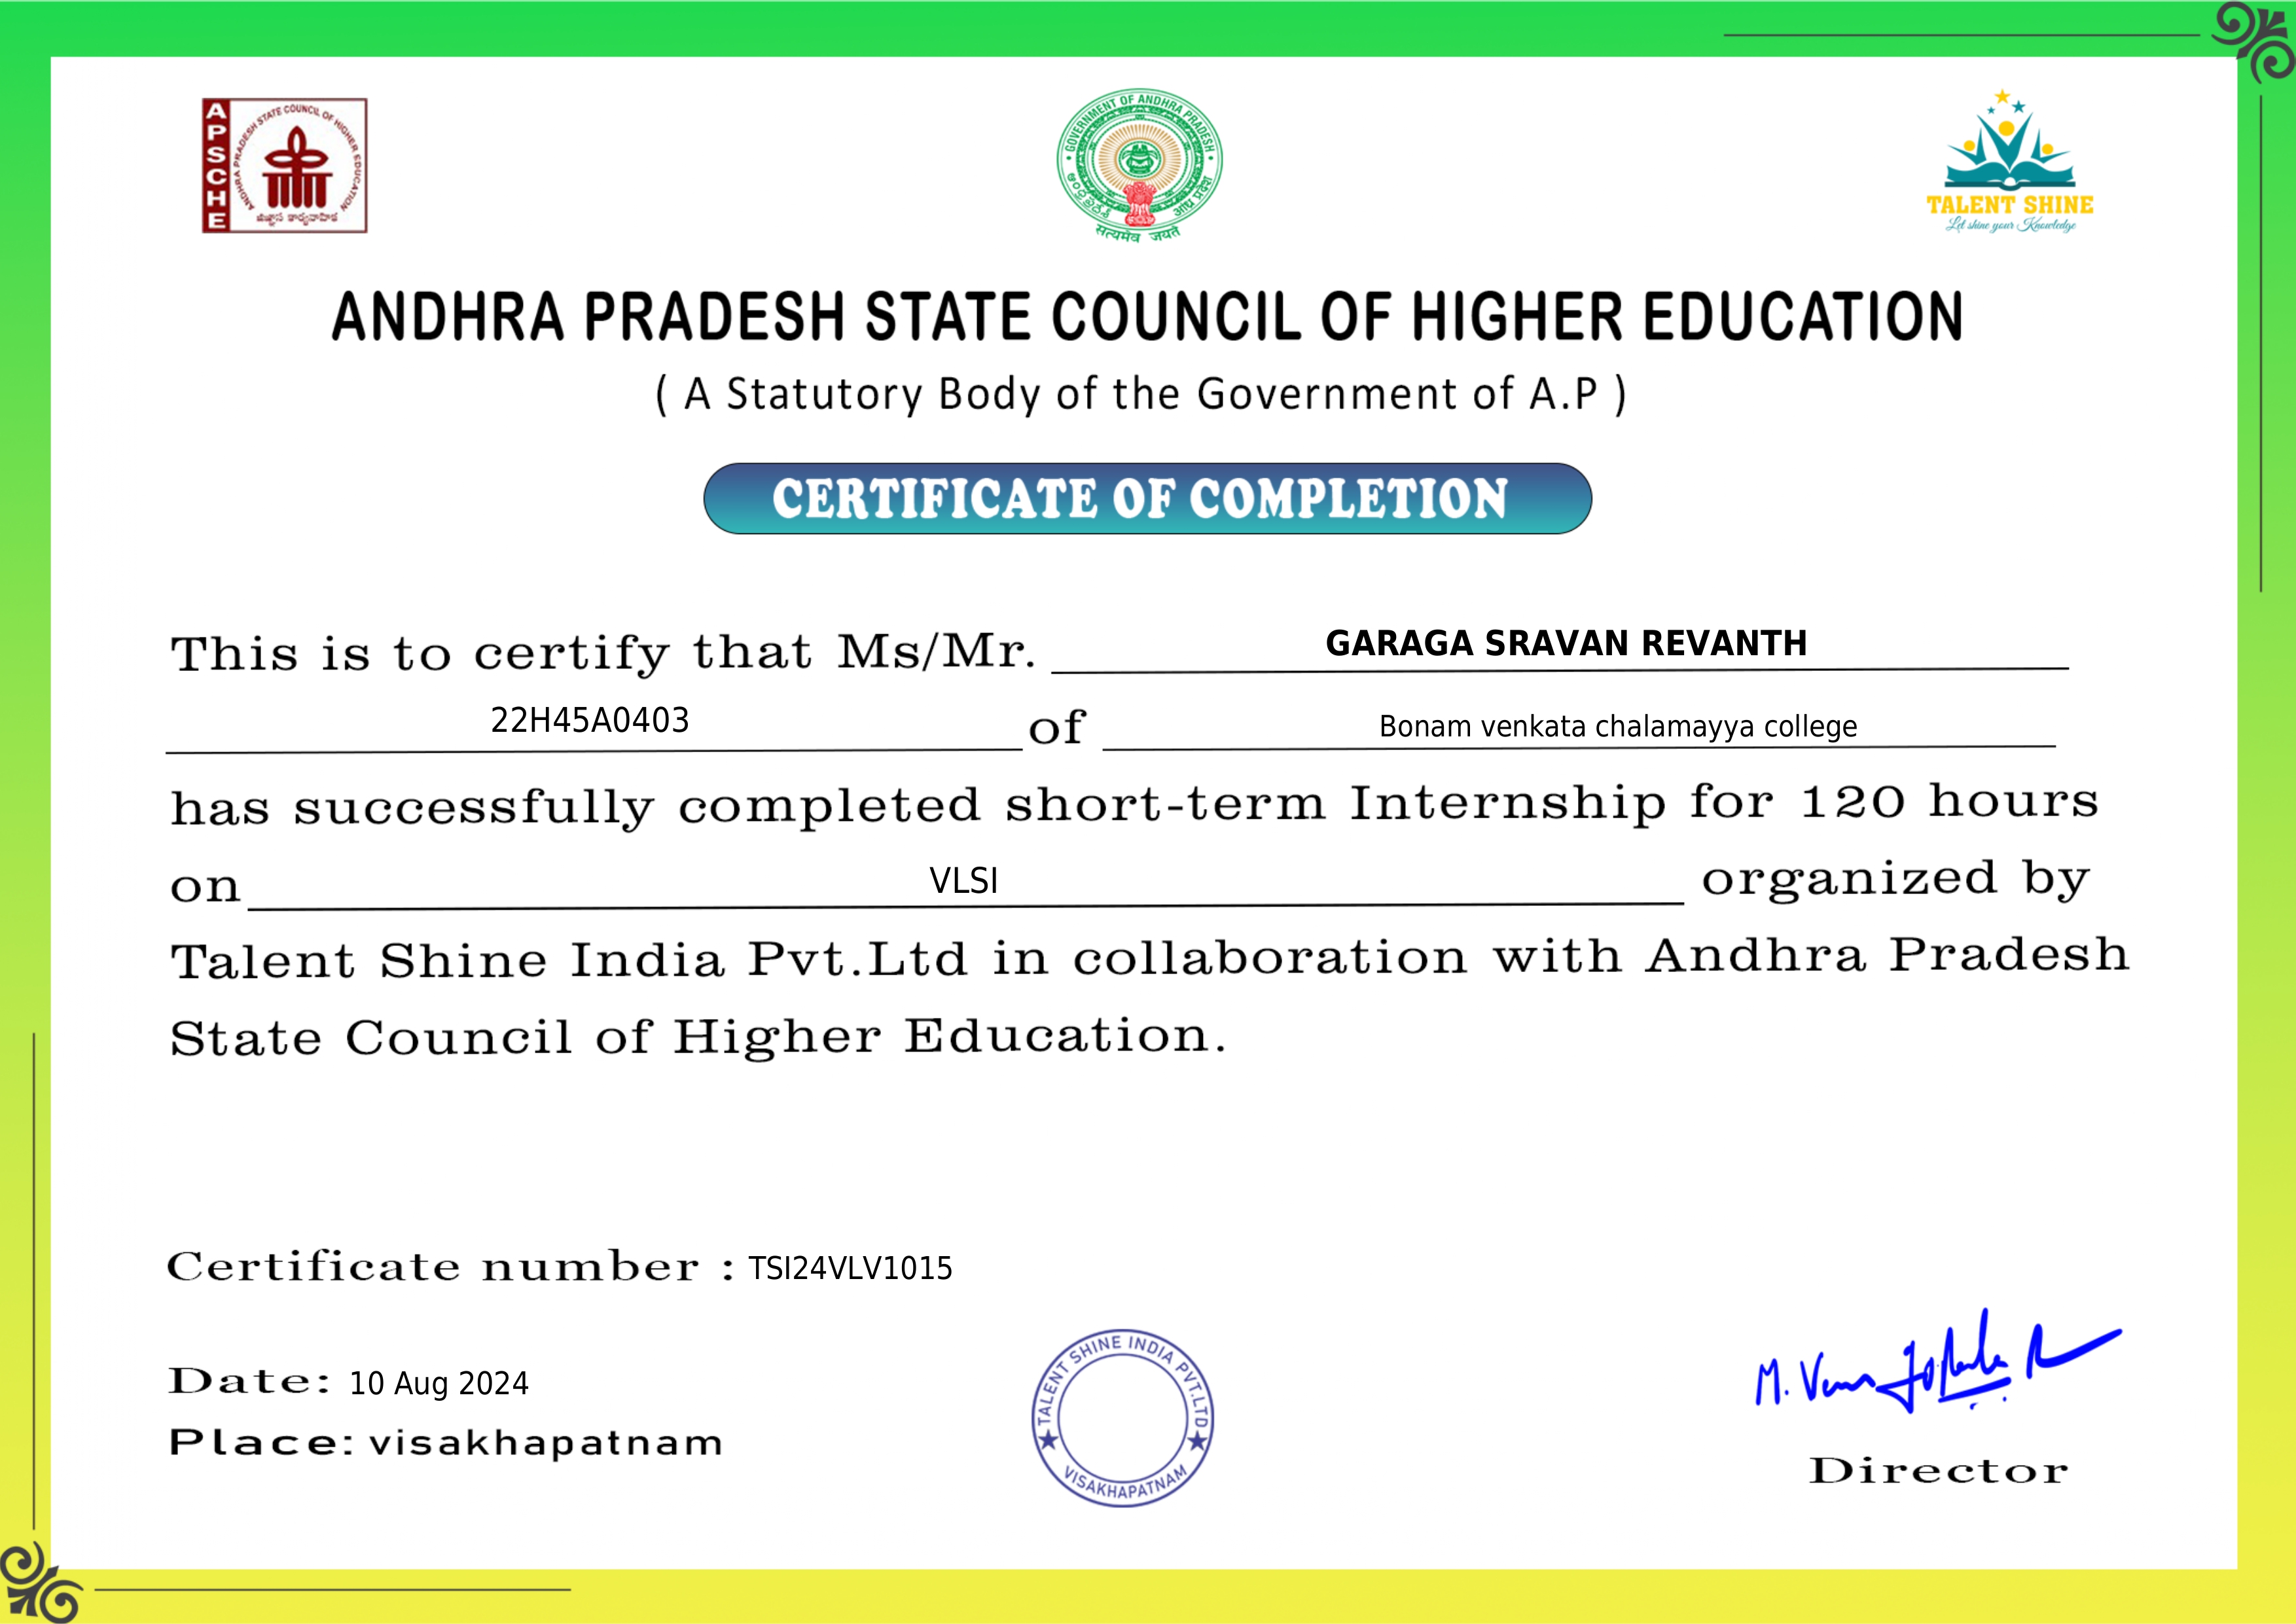 APSCHE
ANDHRA PRADESH STATE COUNCIL OF HIGHER EDUCATION
GOVERNMENT OF ANDHRA PRADESH
ఆంధ్రప్రదేశ్
आंध्र प्रदेश
सत्यमेव जयते
TALENT SHINE
Let shine your Knowledge
ANDHRA PRADESH STATE COUNCIL OF HIGHER EDUCATION
( A Statutory Body of the Government of A.P )
CERTIFICATE OF COMPLETION
This is to certify that Ms/Mr. GARAGA SRAVAN REVANTH
22H45A0403 of Bonam venkata chalamayya college
has successfully completed short-term Internship for 120 hours
on VLSI organized by
Talent Shine India Pvt.Ltd in collaboration with Andhra Pradesh
State Council of Higher Education.
Certificate number : TSI24VLV1015
Date: 10 Aug 2024
Place: visakhapatnam
TALENT SHINE INDIA PVT.LTD
VISAKHAPATNAM
Director